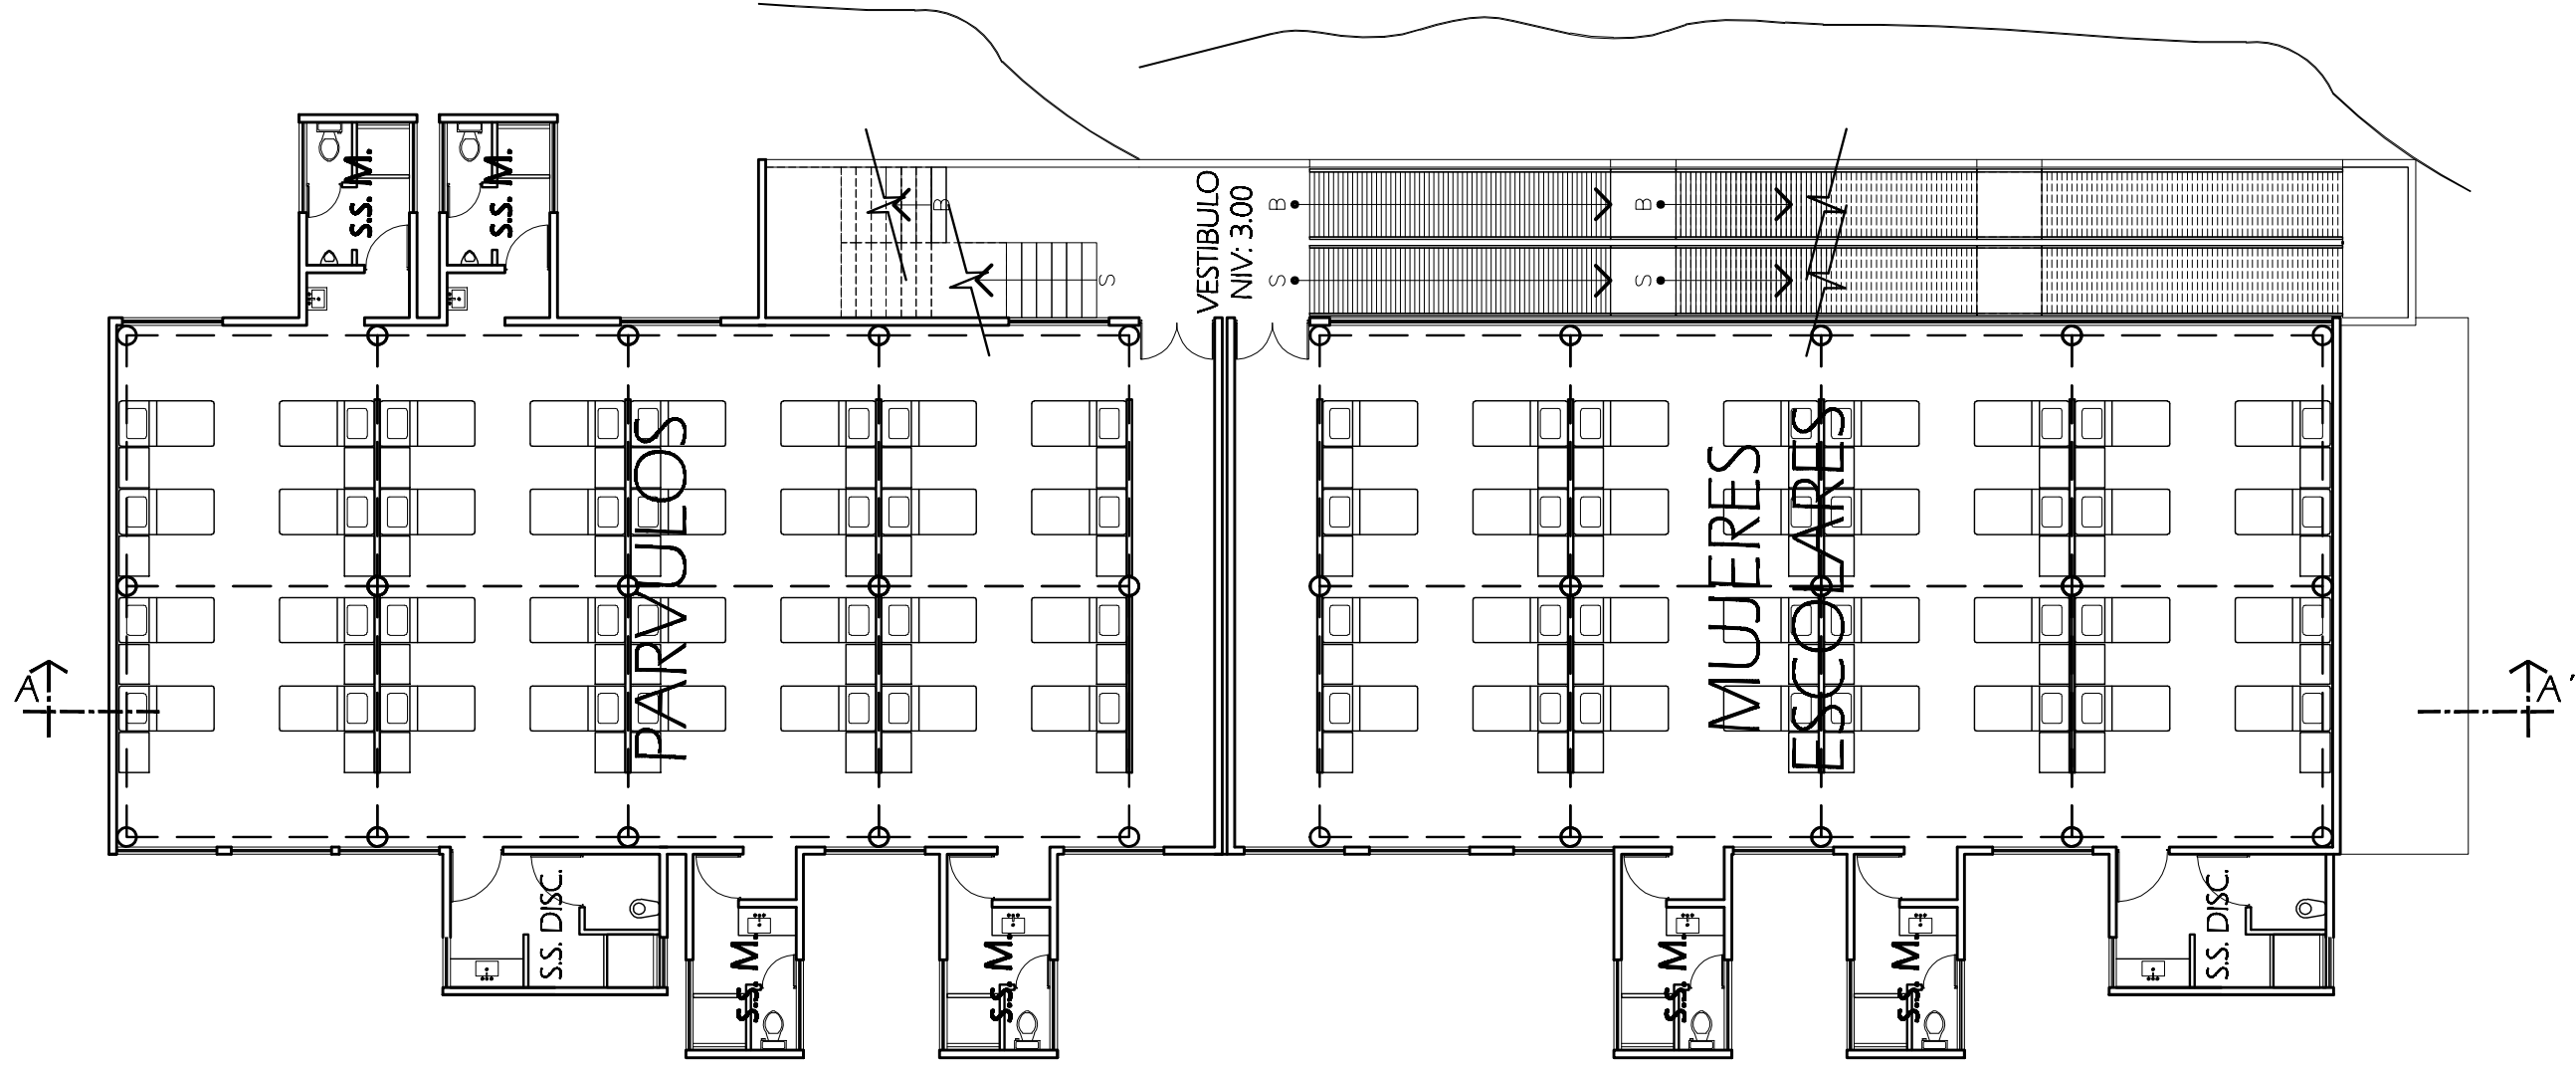 S.S. M.
S.S. M.
B
S
VESTIBULO
NIV: 3.00
B
S
B
S
PARVULOS
MUJERES
ESCOLARES
A
A'
S.S. DISC.
S.S. M.
S.S. M.
S.S. M.
S.S. M.
S.S. DISC.